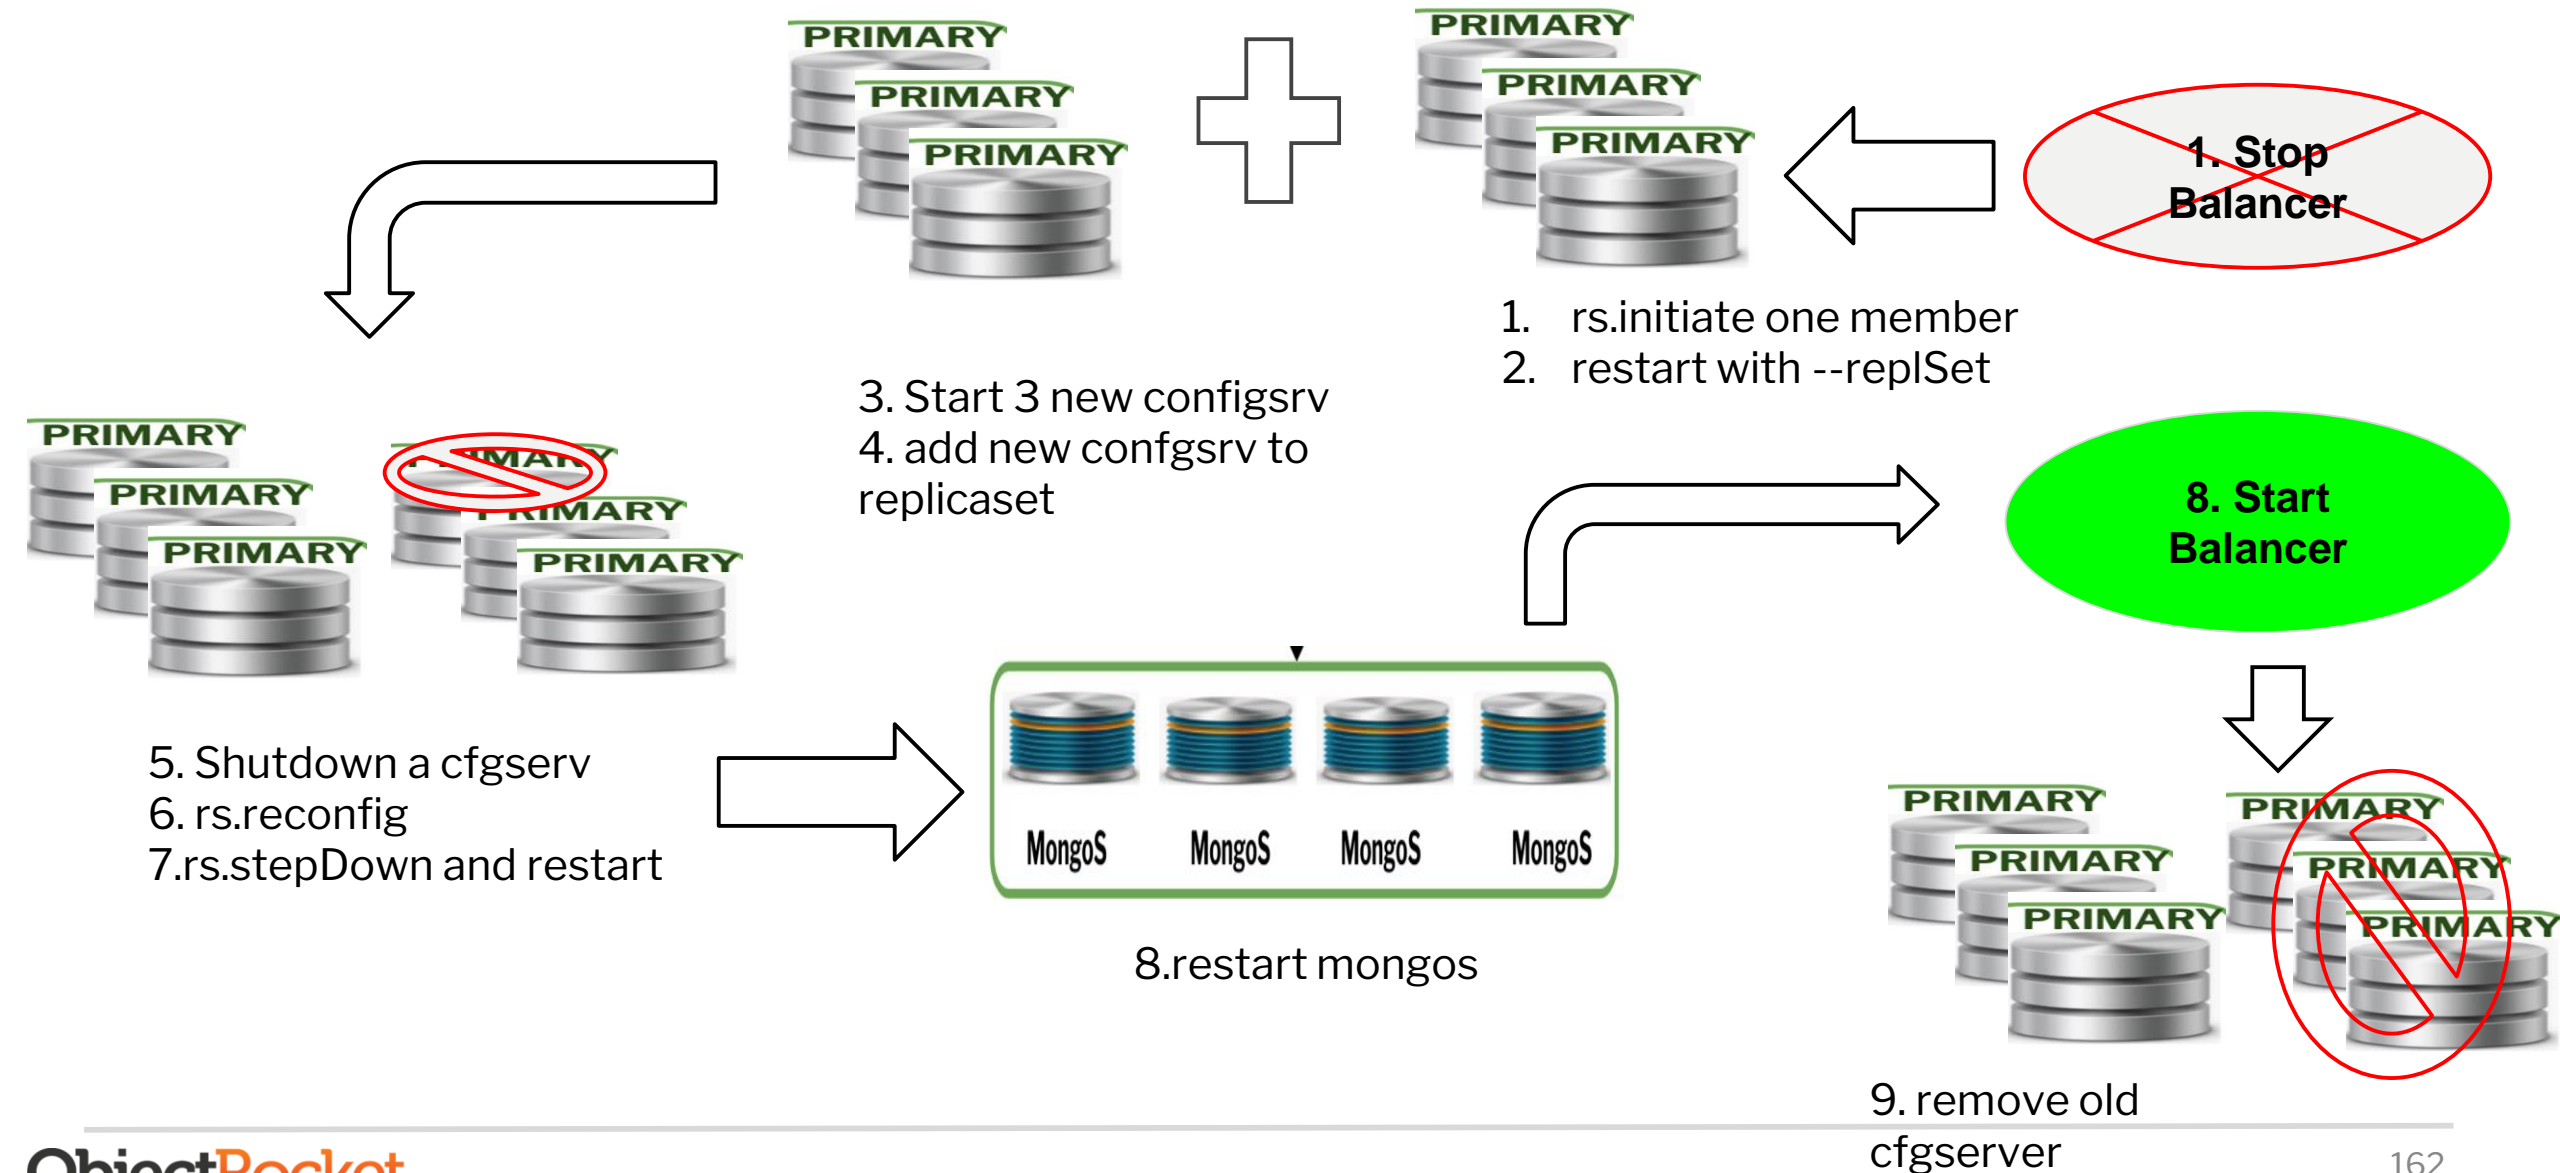 PRIMARY
PRIMARY
PRIMARY
PRIMARY
PRIMARY
PRIMARY
1. Stop
Balancer
1. rs.initiate one member
2. restart with --replSet
3. Start 3 new configsrv
4. add new confgsrv to
replicaset
PRIMARY
PRIMARY
PRIMARY
PRIMARY
PRIMARY
PRIMARY
5. Shutdown a cfgserv
6. rs.reconfig
7.rs.stepDown and restart
MongoS MongoS MongoS MongoS
8.restart mongos
8. Start
Balancer
PRIMARY
PRIMARY
PRIMARY
PRIMARY
PRIMARY
PRIMARY
9. remove old
cfgserver
ObjectRocket
162